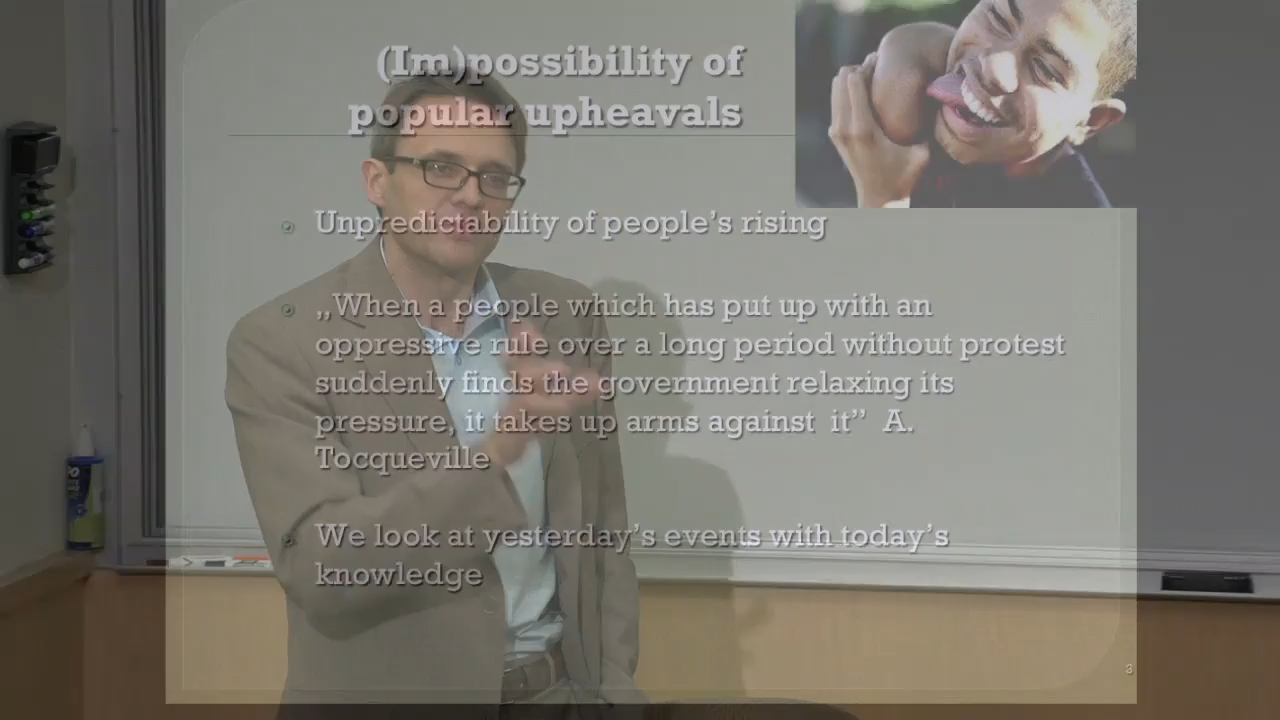 (Im)possibility of
popular upheavals
Unpredictability of people's rising
„When a people which has put up with an
oppressive rule over a long period without protest
suddenly finds the government relaxing its
pressure, it takes up arms against it” A.
Tocqueville
We look at yesterday's events with today's
knowledge
3